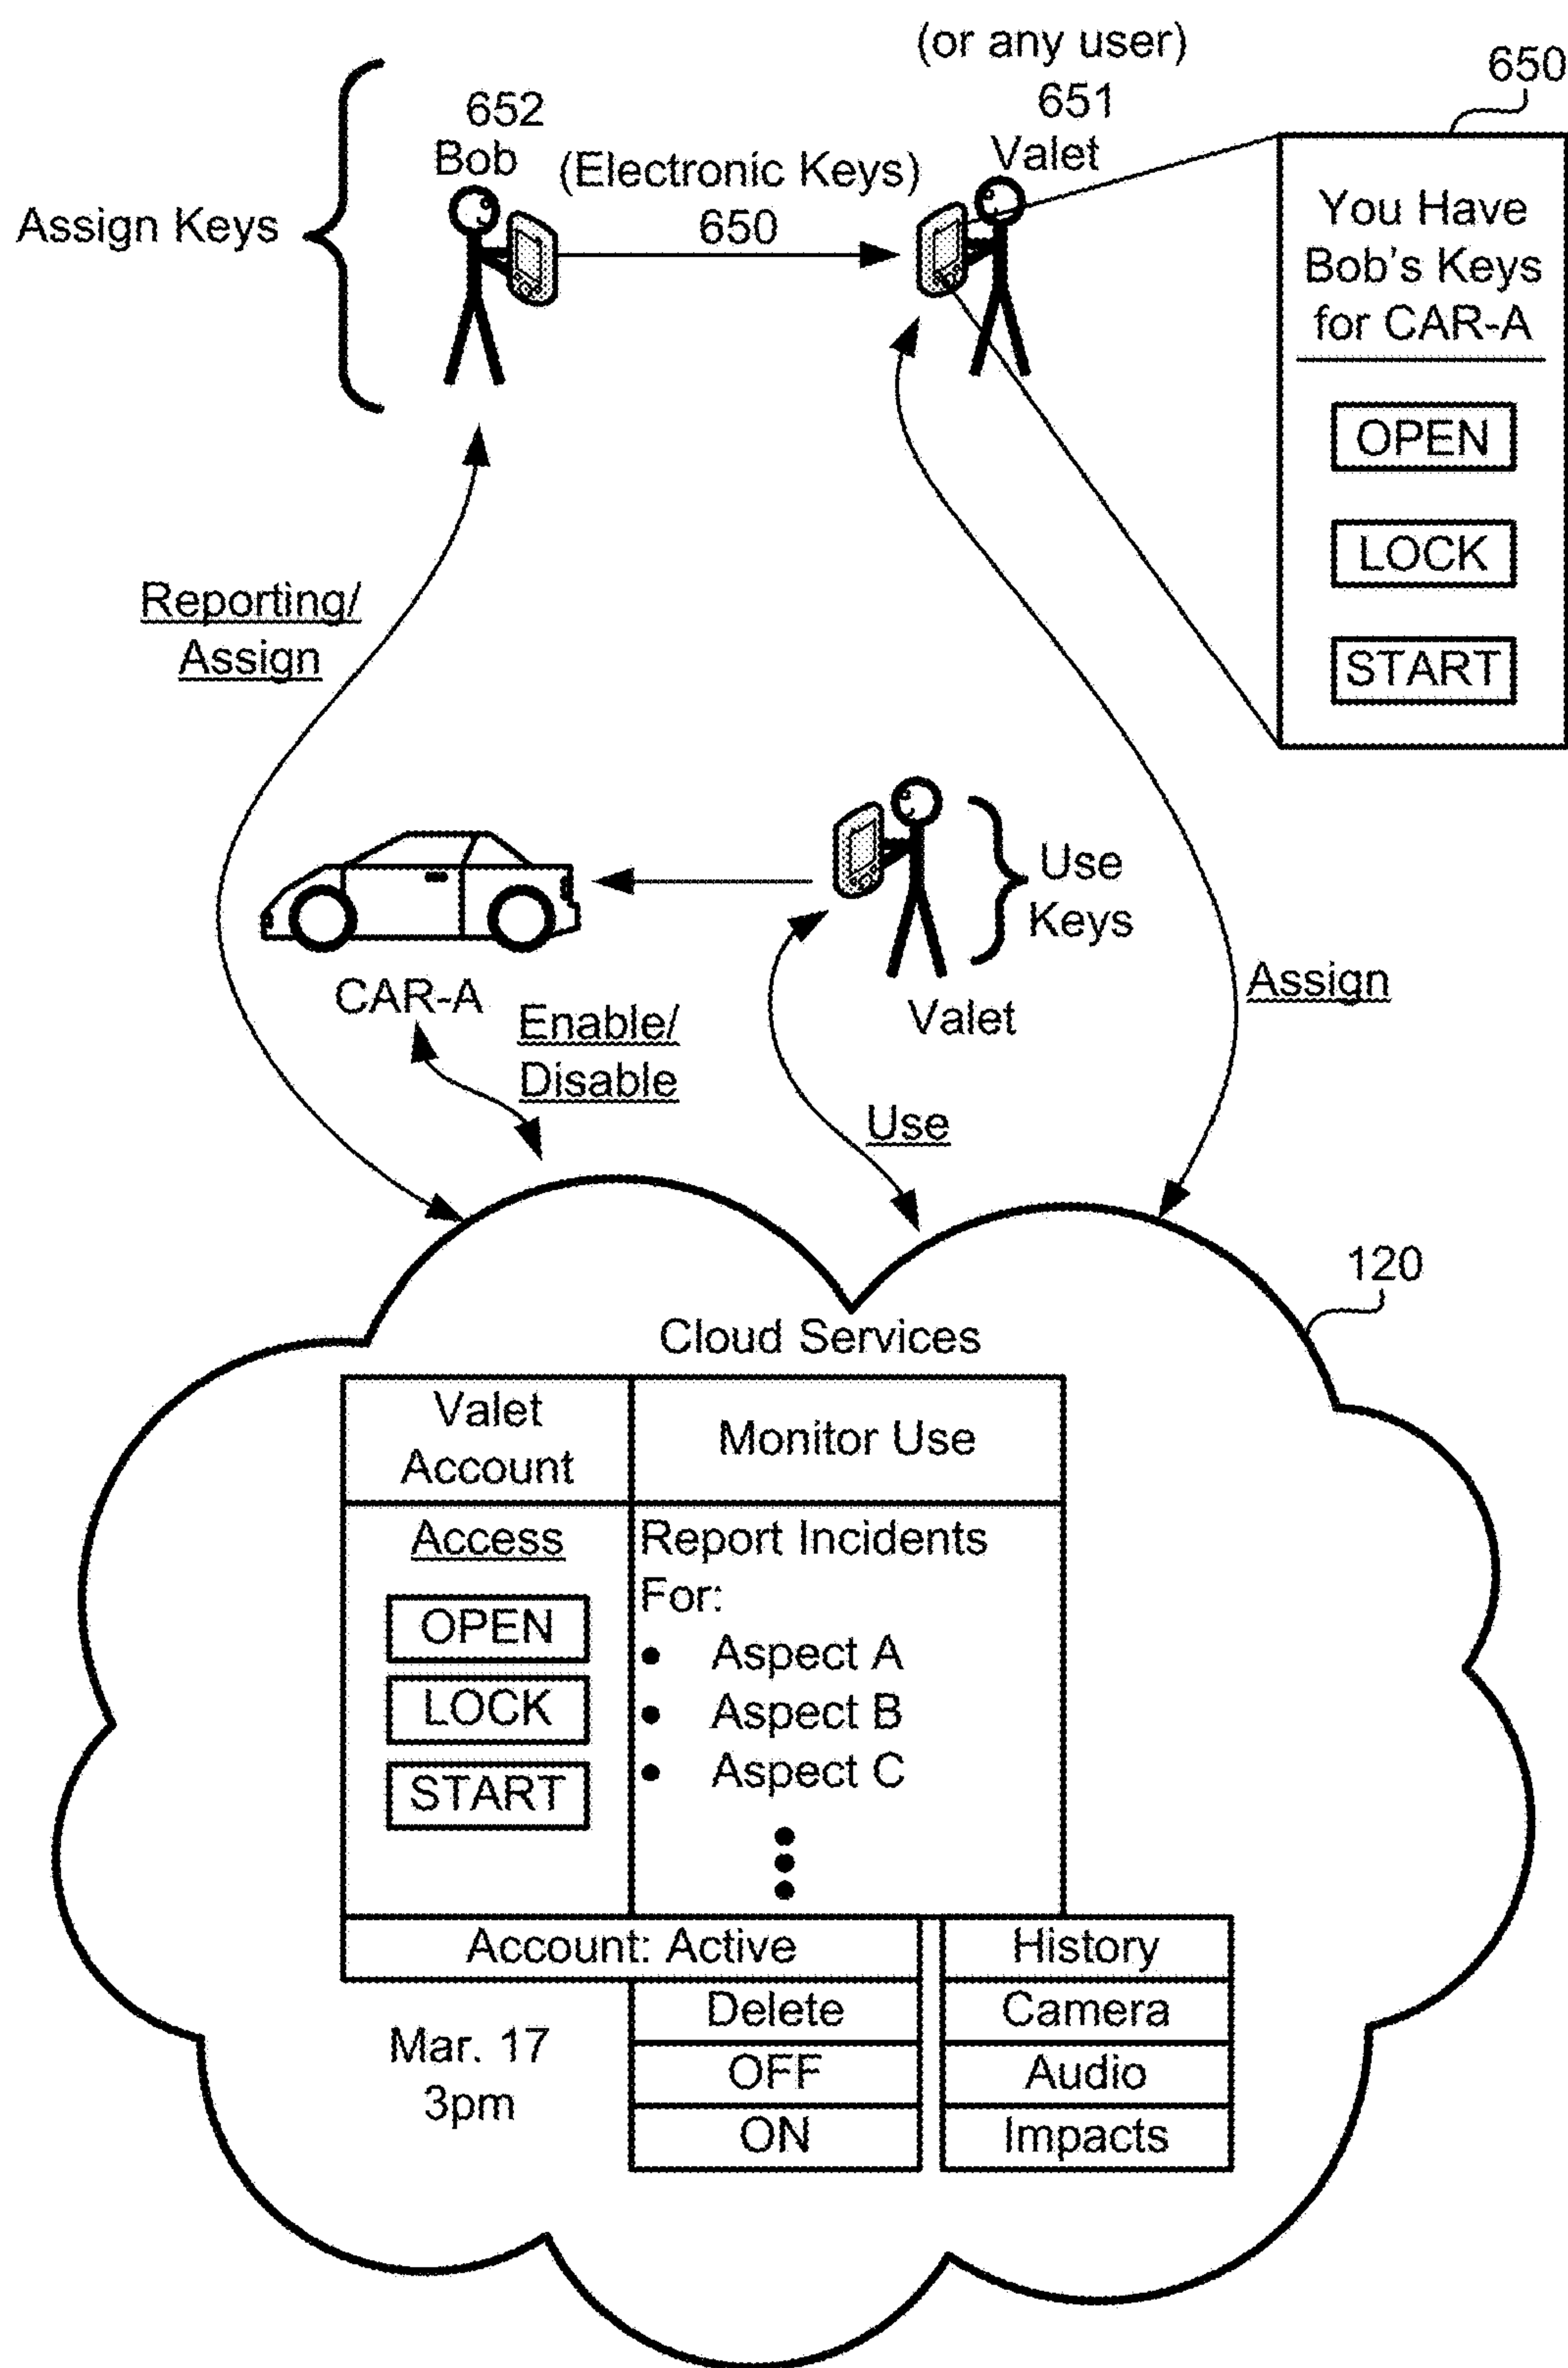 (or any user)
652
651
650
Bob
(Electronic Keys)
Valet
650
Assign Keys
You Have
Bob's Keys
for CAR-A
OPEN
LOCK
START
Reporting/
Assign
Use
Keys
Assign
CAR-A
Valet
Enable/
Disable
Use
120
Cloud Services
Valet
Account
Monitor Use
Access
OPEN
LOCK
START
Report Incidents
For:
• Aspect A
• Aspect B
• Aspect C
Account: Active
History
Delete
Camera
Mar. 17
3pm
OFF
Audio
ON
Impacts